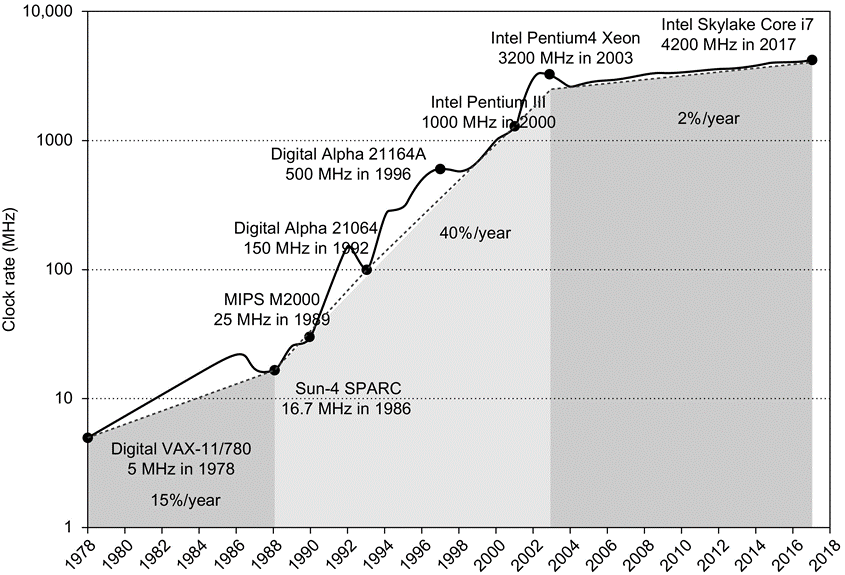 10,000
1000
100
10
1
Clock rate (MHz)
Intel Skylake Core i7
4200 MHz in 2017
Intel Pentium4 Xeon
3200 MHz in 2003
Intel Pentium III
1000 MHz in 2000
2%/year
Digital Alpha 21164A
500 MHz in 1996
Digital Alpha 21064
150 MHz in 1992
40%/year
MIPS M2000
25 MHz in 1989
Sun-4 SPARC
16.7 MHz in 1986
Digital VAX-11/780
5 MHz in 1978
15%/year
1978
1980
1982
1984
1986
1988
1990
1992
1994
1996
1998
2000
2002
2004
2006
2008
2010
2012
2014
2016
2018